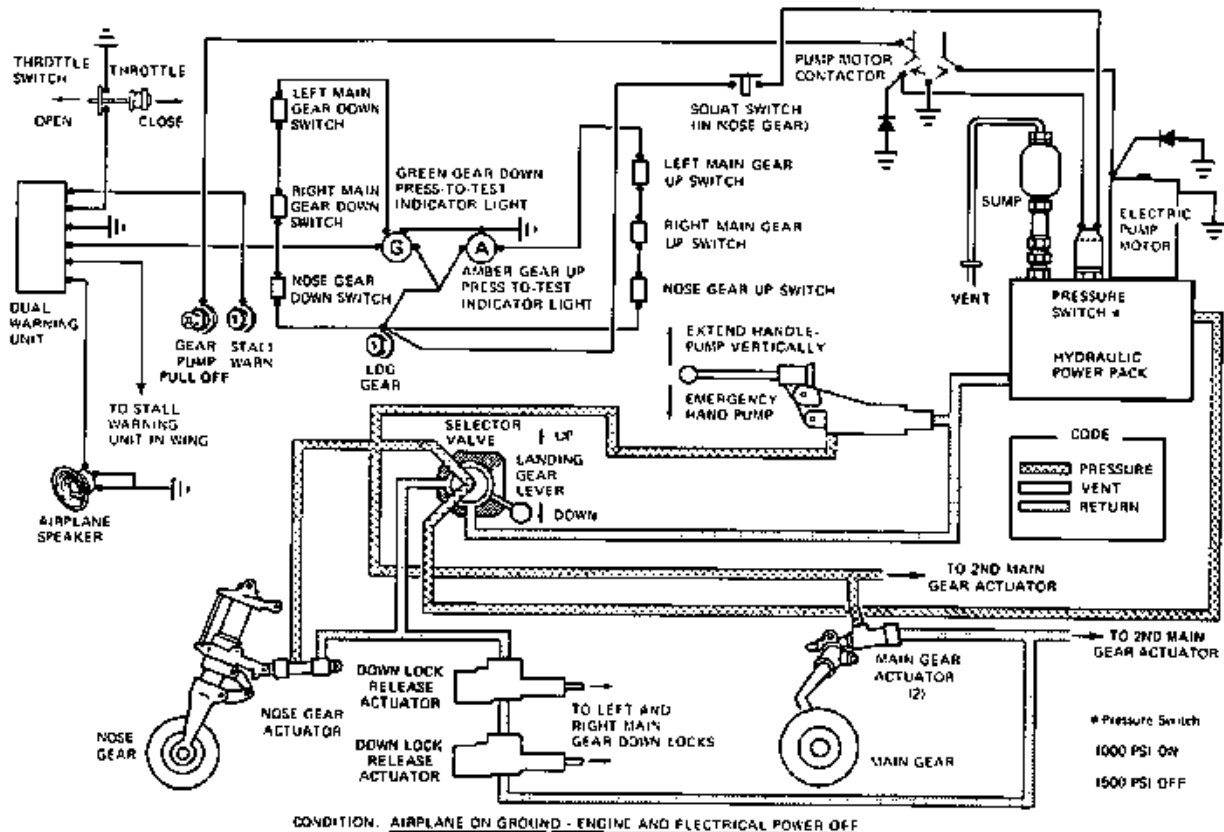 THROTTLE
SWITCH
THROTTLE
OPEN
CLOSE
LEFT MAIN
GEAR DOWN
SWITCH
PUMP MOTOR
CONTACTOR
SQUAT SWITCH
(IN NOSE GEAR)
GREEN GEAR DOWN
PRESS-TO-TEST
INDICATOR LIGHT
LEFT MAIN GEAR
UP SWITCH
RIGHT MAIN
GEAR DOWN
SWITCH
SUMP
ELECTRIC
PUMP
MOTOR
RIGHT MAIN GEAR
UP SWITCH
G
A
AMBER GEAR UP
PRESS-TO-TEST
INDICATOR LIGHT
NOSE GEAR
DOWN SWITCH
NOSE GEAR UP SWITCH
VENT
PRESSURE
SWITCH *
HYDRAULIC
POWER PACK
DUAL
WARNING
UNIT
GEAR
PUMP
PULL OFF
STALL
WARN
LDG
GEAR
EXTEND HANDLE-
PUMP VERTICALLY
EMERGENCY
HAND PUMP
TO STALL
WARNING
UNIT IN WING
SELECTOR
VALVE
UP
LANDING
GEAR
LEVER
DOWN
CODE
PRESSURE
VENT
RETURN
AIRPLANE
SPEAKER
TO 2ND MAIN
GEAR ACTUATOR
TO 2ND MAIN
GEAR ACTUATOR
MAIN GEAR
ACTUATOR
(2)
DOWN LOCK
RELEASE
ACTUATOR
NOSE GEAR
ACTUATOR
TO LEFT AND
RIGHT MAIN
GEAR DOWN LOCKS
NOSE
GEAR
DOWN LOCK
RELEASE
ACTUATOR
MAIN GEAR
*Pressure Switch
1000 PSI ON
1500 PSI OFF
CONDITION. AIRPLANE ON GROUND - ENGINE AND ELECTRICAL POWER OFF